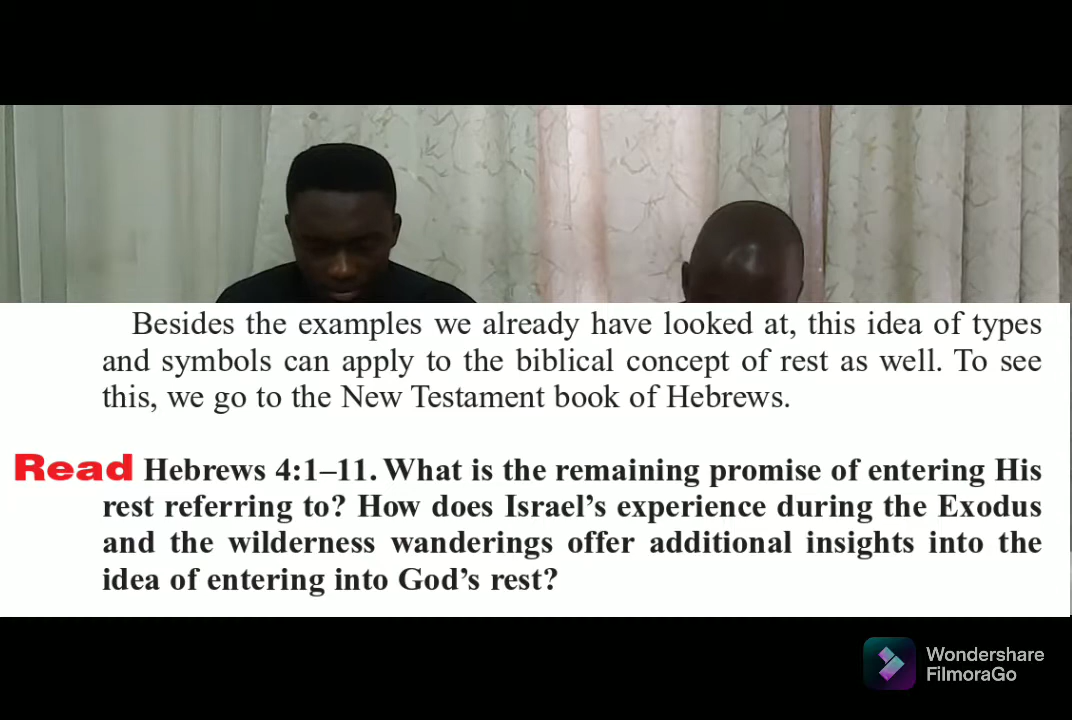 Besides the examples we already have looked at, this idea of types
and symbols can apply to the biblical concept of rest as well. To see
this, we go to the New Testament book of Hebrews.
Read Hebrews 4:1–11. What is the remaining promise of entering His
rest referring to? How does Israel’s experience during the Exodus
and the wilderness wanderings offer additional insights into the
idea of entering into God’s rest?
Wondershare
FilmoraGo